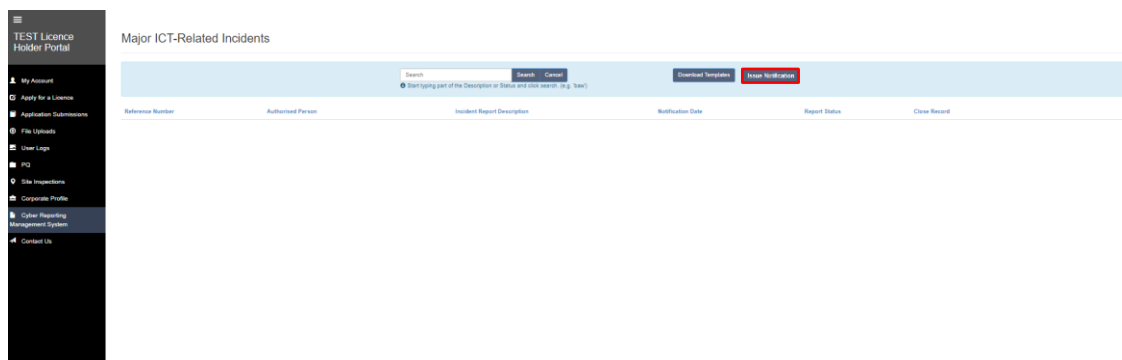 TEST Licence
Holder Portal
My Account
Apply for a Licence
Application Submissions
File Uploads
User Logs
PQ
Site Inspections
Corporate Profile
Cyber Reporting
Management System
Contact Us
Major ICT-Related Incidents
Search Search Cancel Download Templates Issue Notification
Start typing part of the Description or Status and click search. (e.g. 'baw')
Reference Number Authorised Person Incident Report Description Notification Date Report Status Close Record